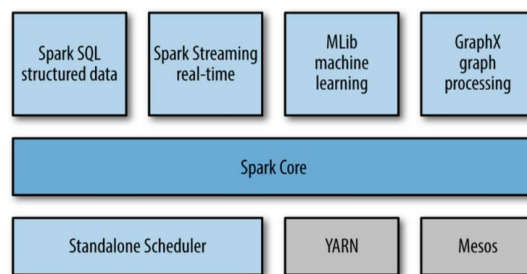 Spark SQL
structured data
Spark Streaming
real-time
MLib
machine
learning
GraphX
graph
processing
Spark Core
Standalone Scheduler
YARN
Mesos